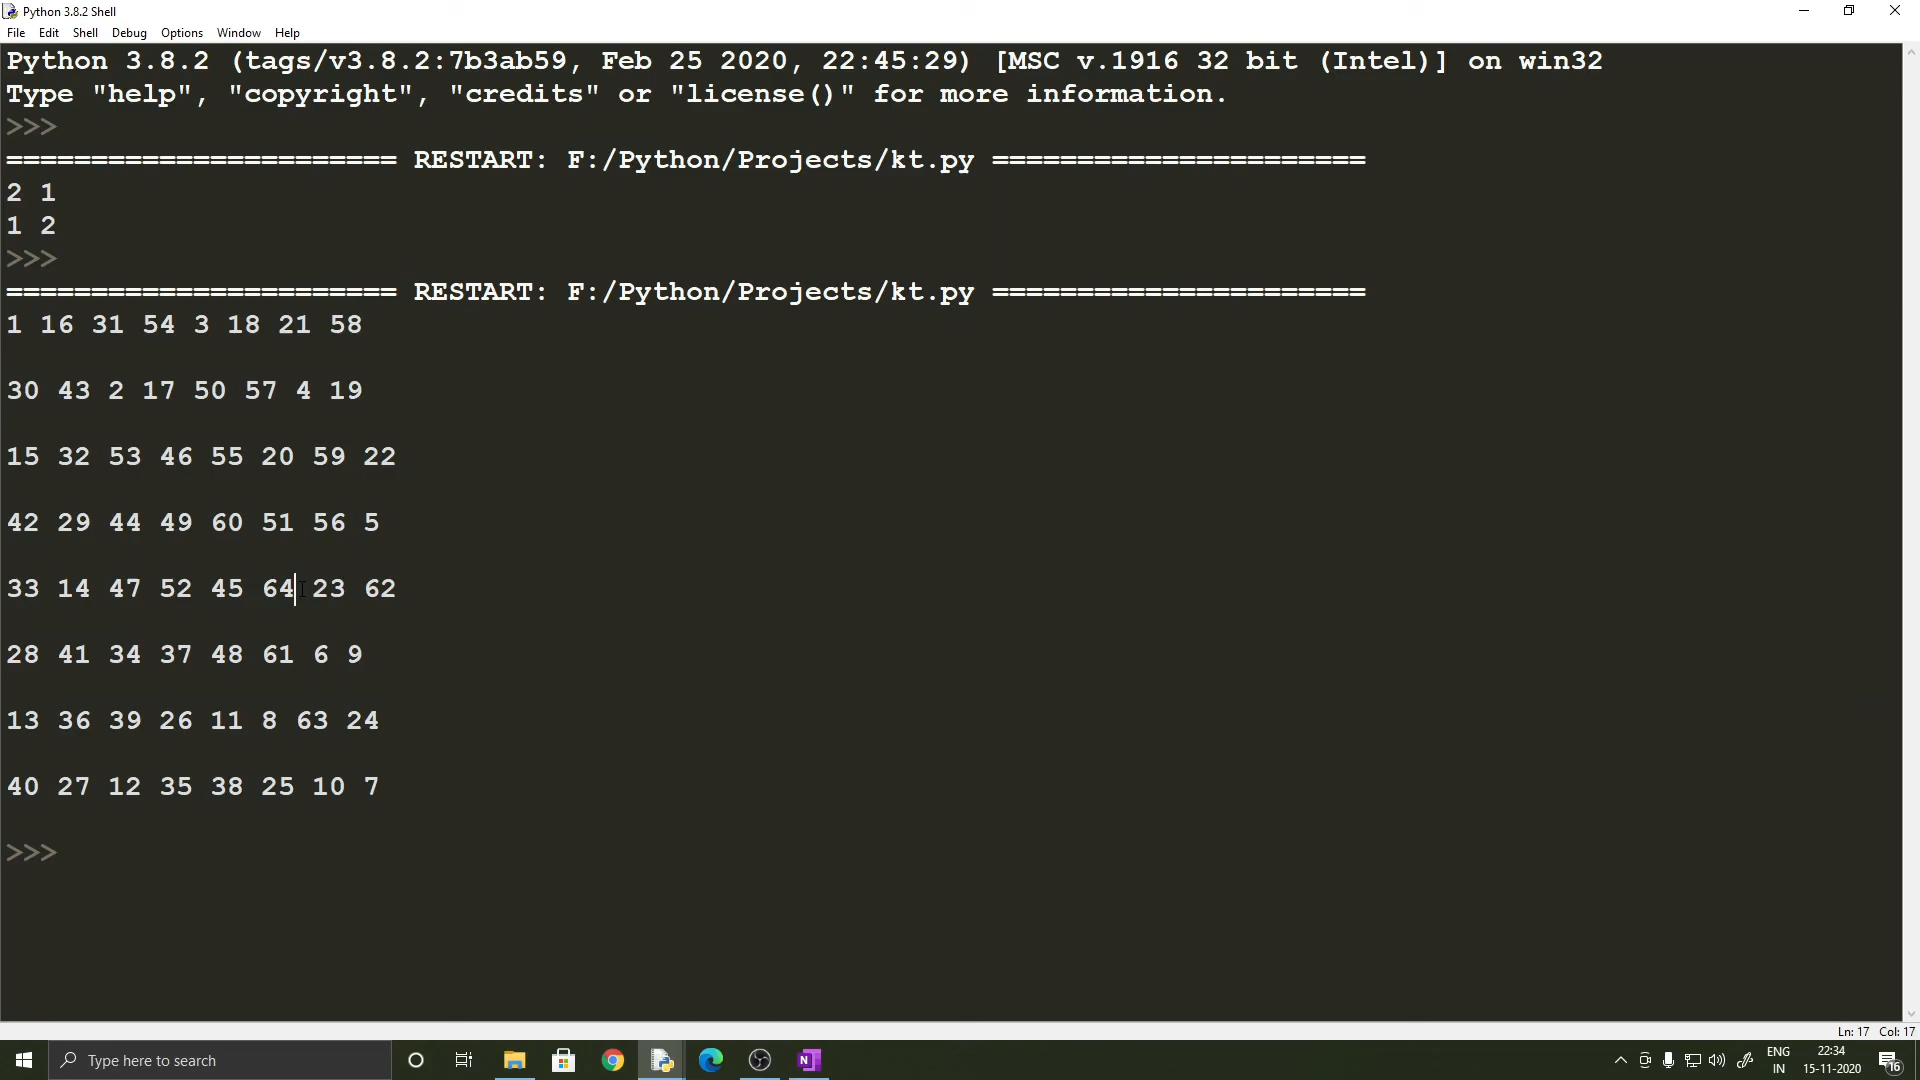 Python 3.8.2 Shell
File Edit Shell Debug Options Window Help
Python 3.8.2 (tags/v3.8.2:7b3ab59, Feb 25 2020, 22:45:29) [MSC v.1916 32 bit (Intel)] on win32
Type "help", "copyright", "credits" or "license()" for more information.
>>>
======================= RESTART: F:/Python/Projects/kt.py ======================
2 1
1 2
>>>
======================= RESTART: F:/Python/Projects/kt.py ======================
1 16 31 54 3 18 21 58
30 43 2 17 50 57 4 19
15 32 53 46 55 20 59 22
42 29 44 49 60 51 56 5
33 14 47 52 45 64 23 62
28 41 34 37 48 61 6 9
13 36 39 26 11 8 63 24
40 27 12 35 38 25 10 7
>>>
Ln: 17 Col: 17
Type here to search
ENG
IN
22:34
15-11-2020
16